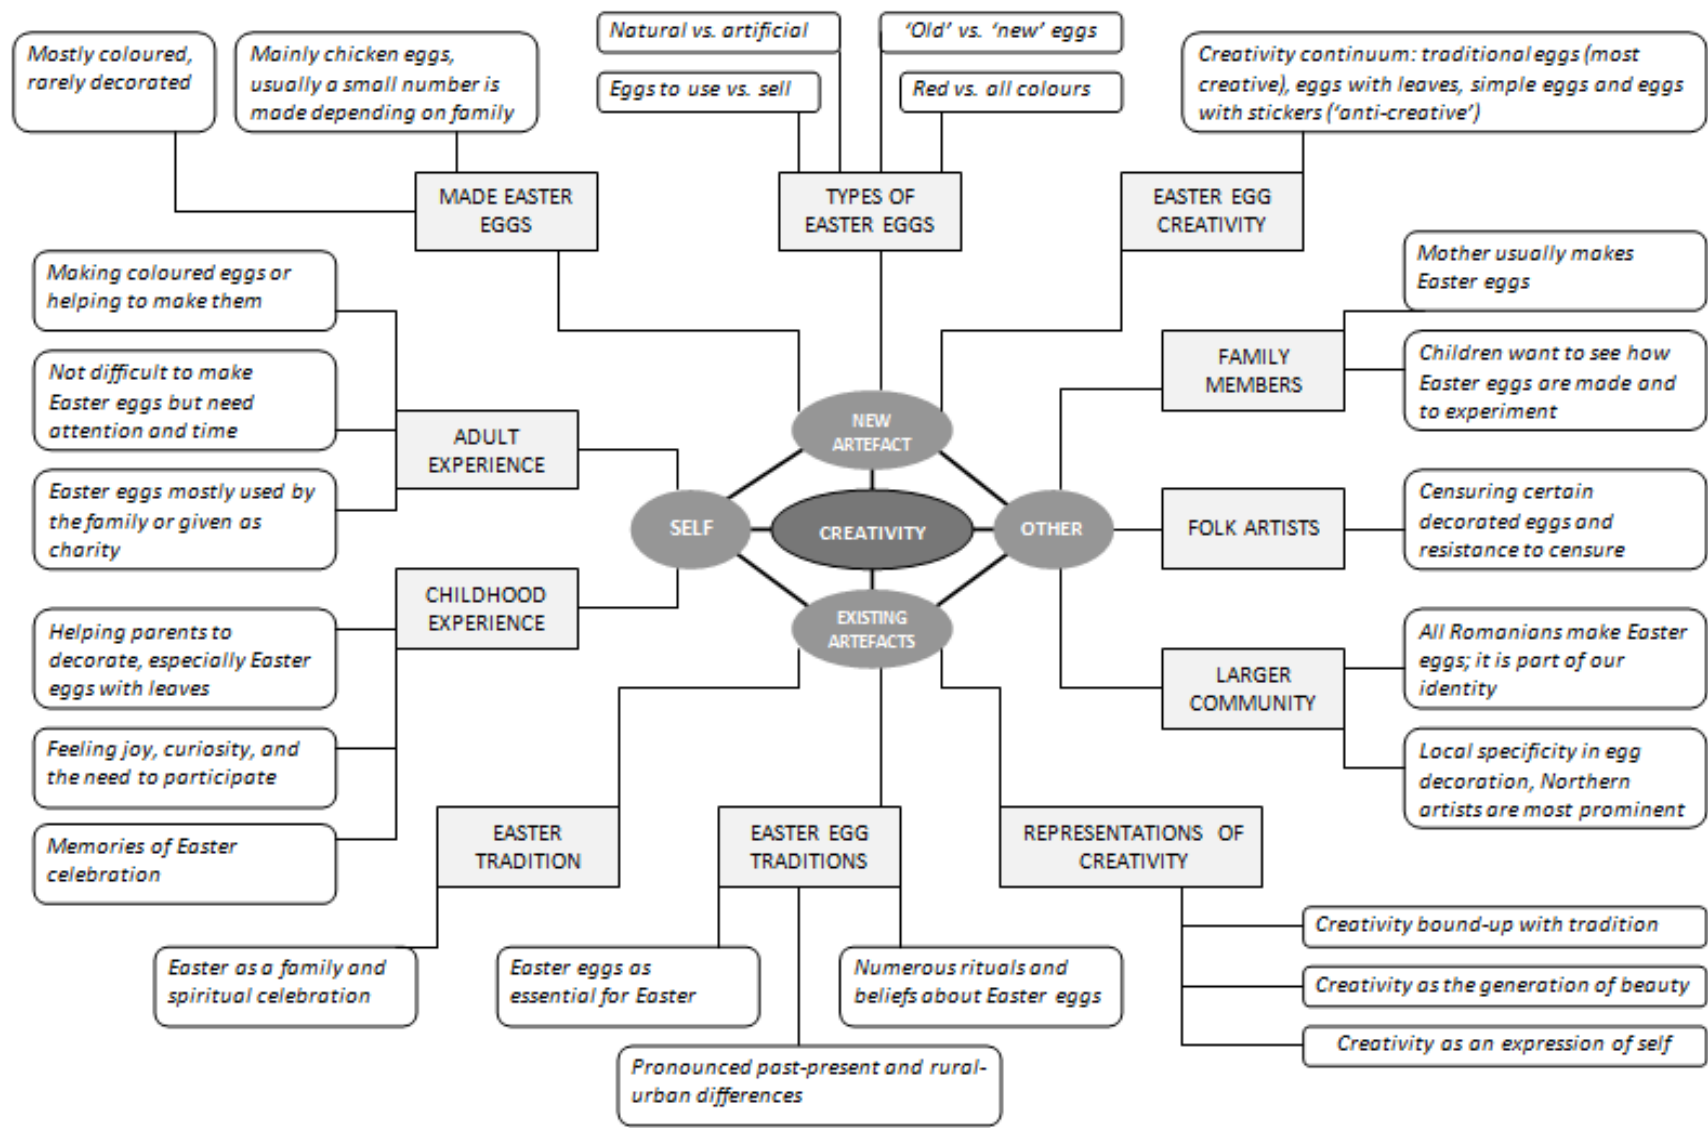 Mostly coloured,
rarely decorated
Mainly chicken eggs,
usually a small number is
made depending on family
Natural vs. artificial
Eggs to use vs. sell
‘Old’ vs. ‘new’ eggs
Red vs. all colours
Creativity continuum: traditional eggs (most
creative), eggs with leaves, simple eggs and eggs
with stickers (‘anti-creative’)
MADE EASTER
EGGS
TYPES OF
EASTER EGGS
EASTER EGG
CREATIVITY
Making coloured eggs or
helping to make them
Not difficult to make
Easter eggs but need
attention and time
Easter eggs mostly used by
the family or given as
charity
ADULT
EXPERIENCE
CHILDHOOD
EXPERIENCE
Helping parents to
decorate, especially Easter
eggs with leaves
Feeling joy, curiosity, and
the need to participate
Memories of Easter
celebration
NEW
ARTEFACT
SELF
CREATIVITY
OTHER
EXISTING
ARTEFACTS
FAMILY
MEMBERS
Mother usually makes
Easter eggs
Children want to see how
Easter eggs are made and
to experiment
FOLK ARTISTS
Censuring certain
decorated eggs and
resistance to censure
LARGER
COMMUNITY
All Romanians make Easter
eggs; it is part of our
identity
Local specificity in egg
decoration, Northern
artists are most prominent
EASTER
TRADITION
EASTER EGG
TRADITIONS
REPRESENTATIONS OF
CREATIVITY
Easter as a family and
spiritual celebration
Easter eggs as
essential for Easter
Numerous rituals and
beliefs about Easter eggs
Pronounced past-present and rural-
urban differences
Creativity bound-up with tradition
Creativity as the generation of beauty
Creativity as an expression of self